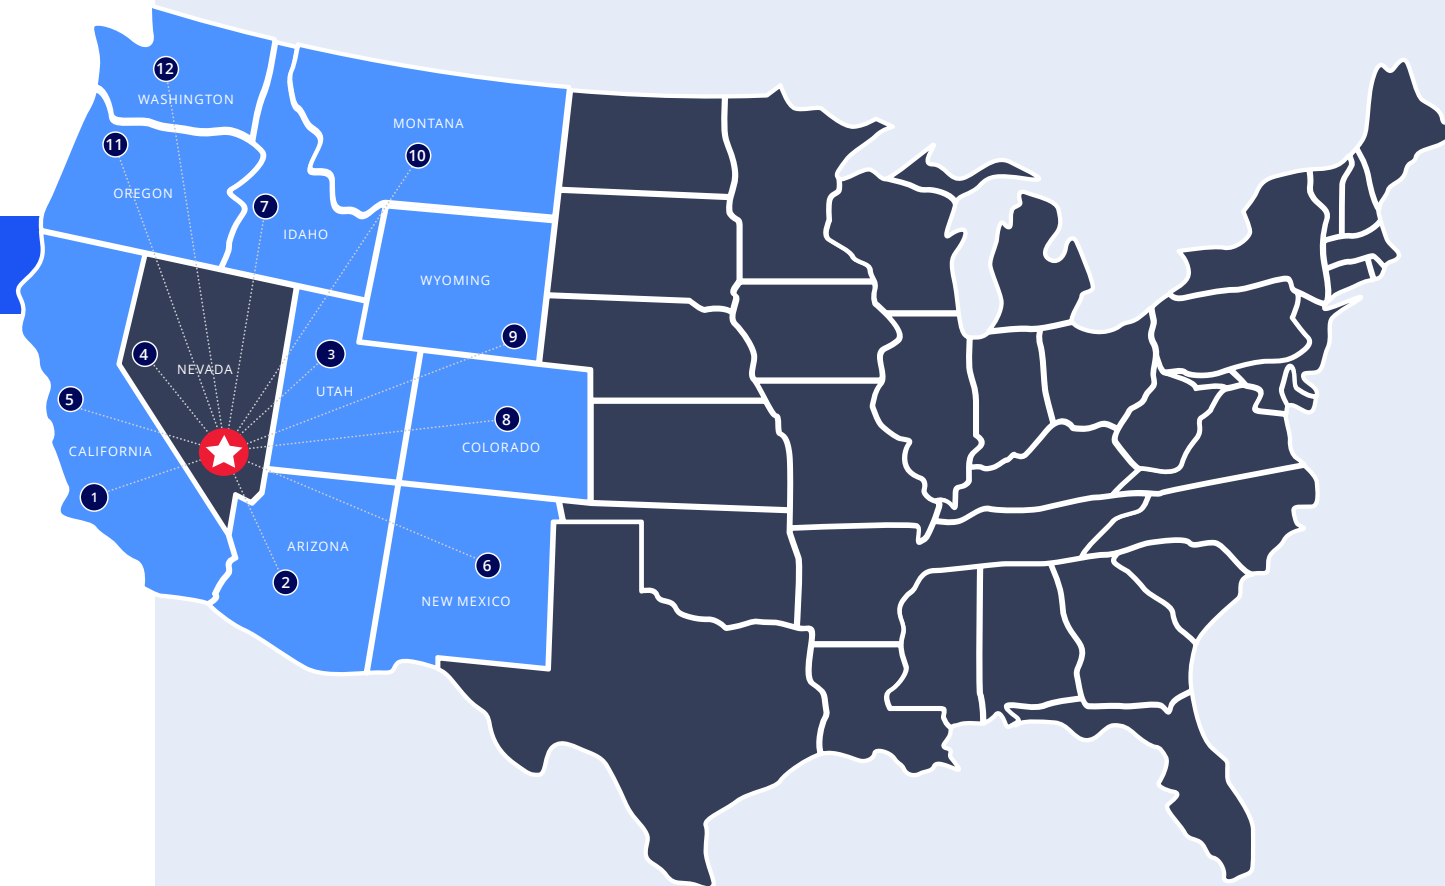 12
WASHINGTON
MONTANA
11
10
OREGON
7
IDAHO
WYOMING
9
4
3
NEVADA
UTAH
5
8
CALIFORNIA
COLORADO
1
ARIZONA
6
2
NEW MEXICO